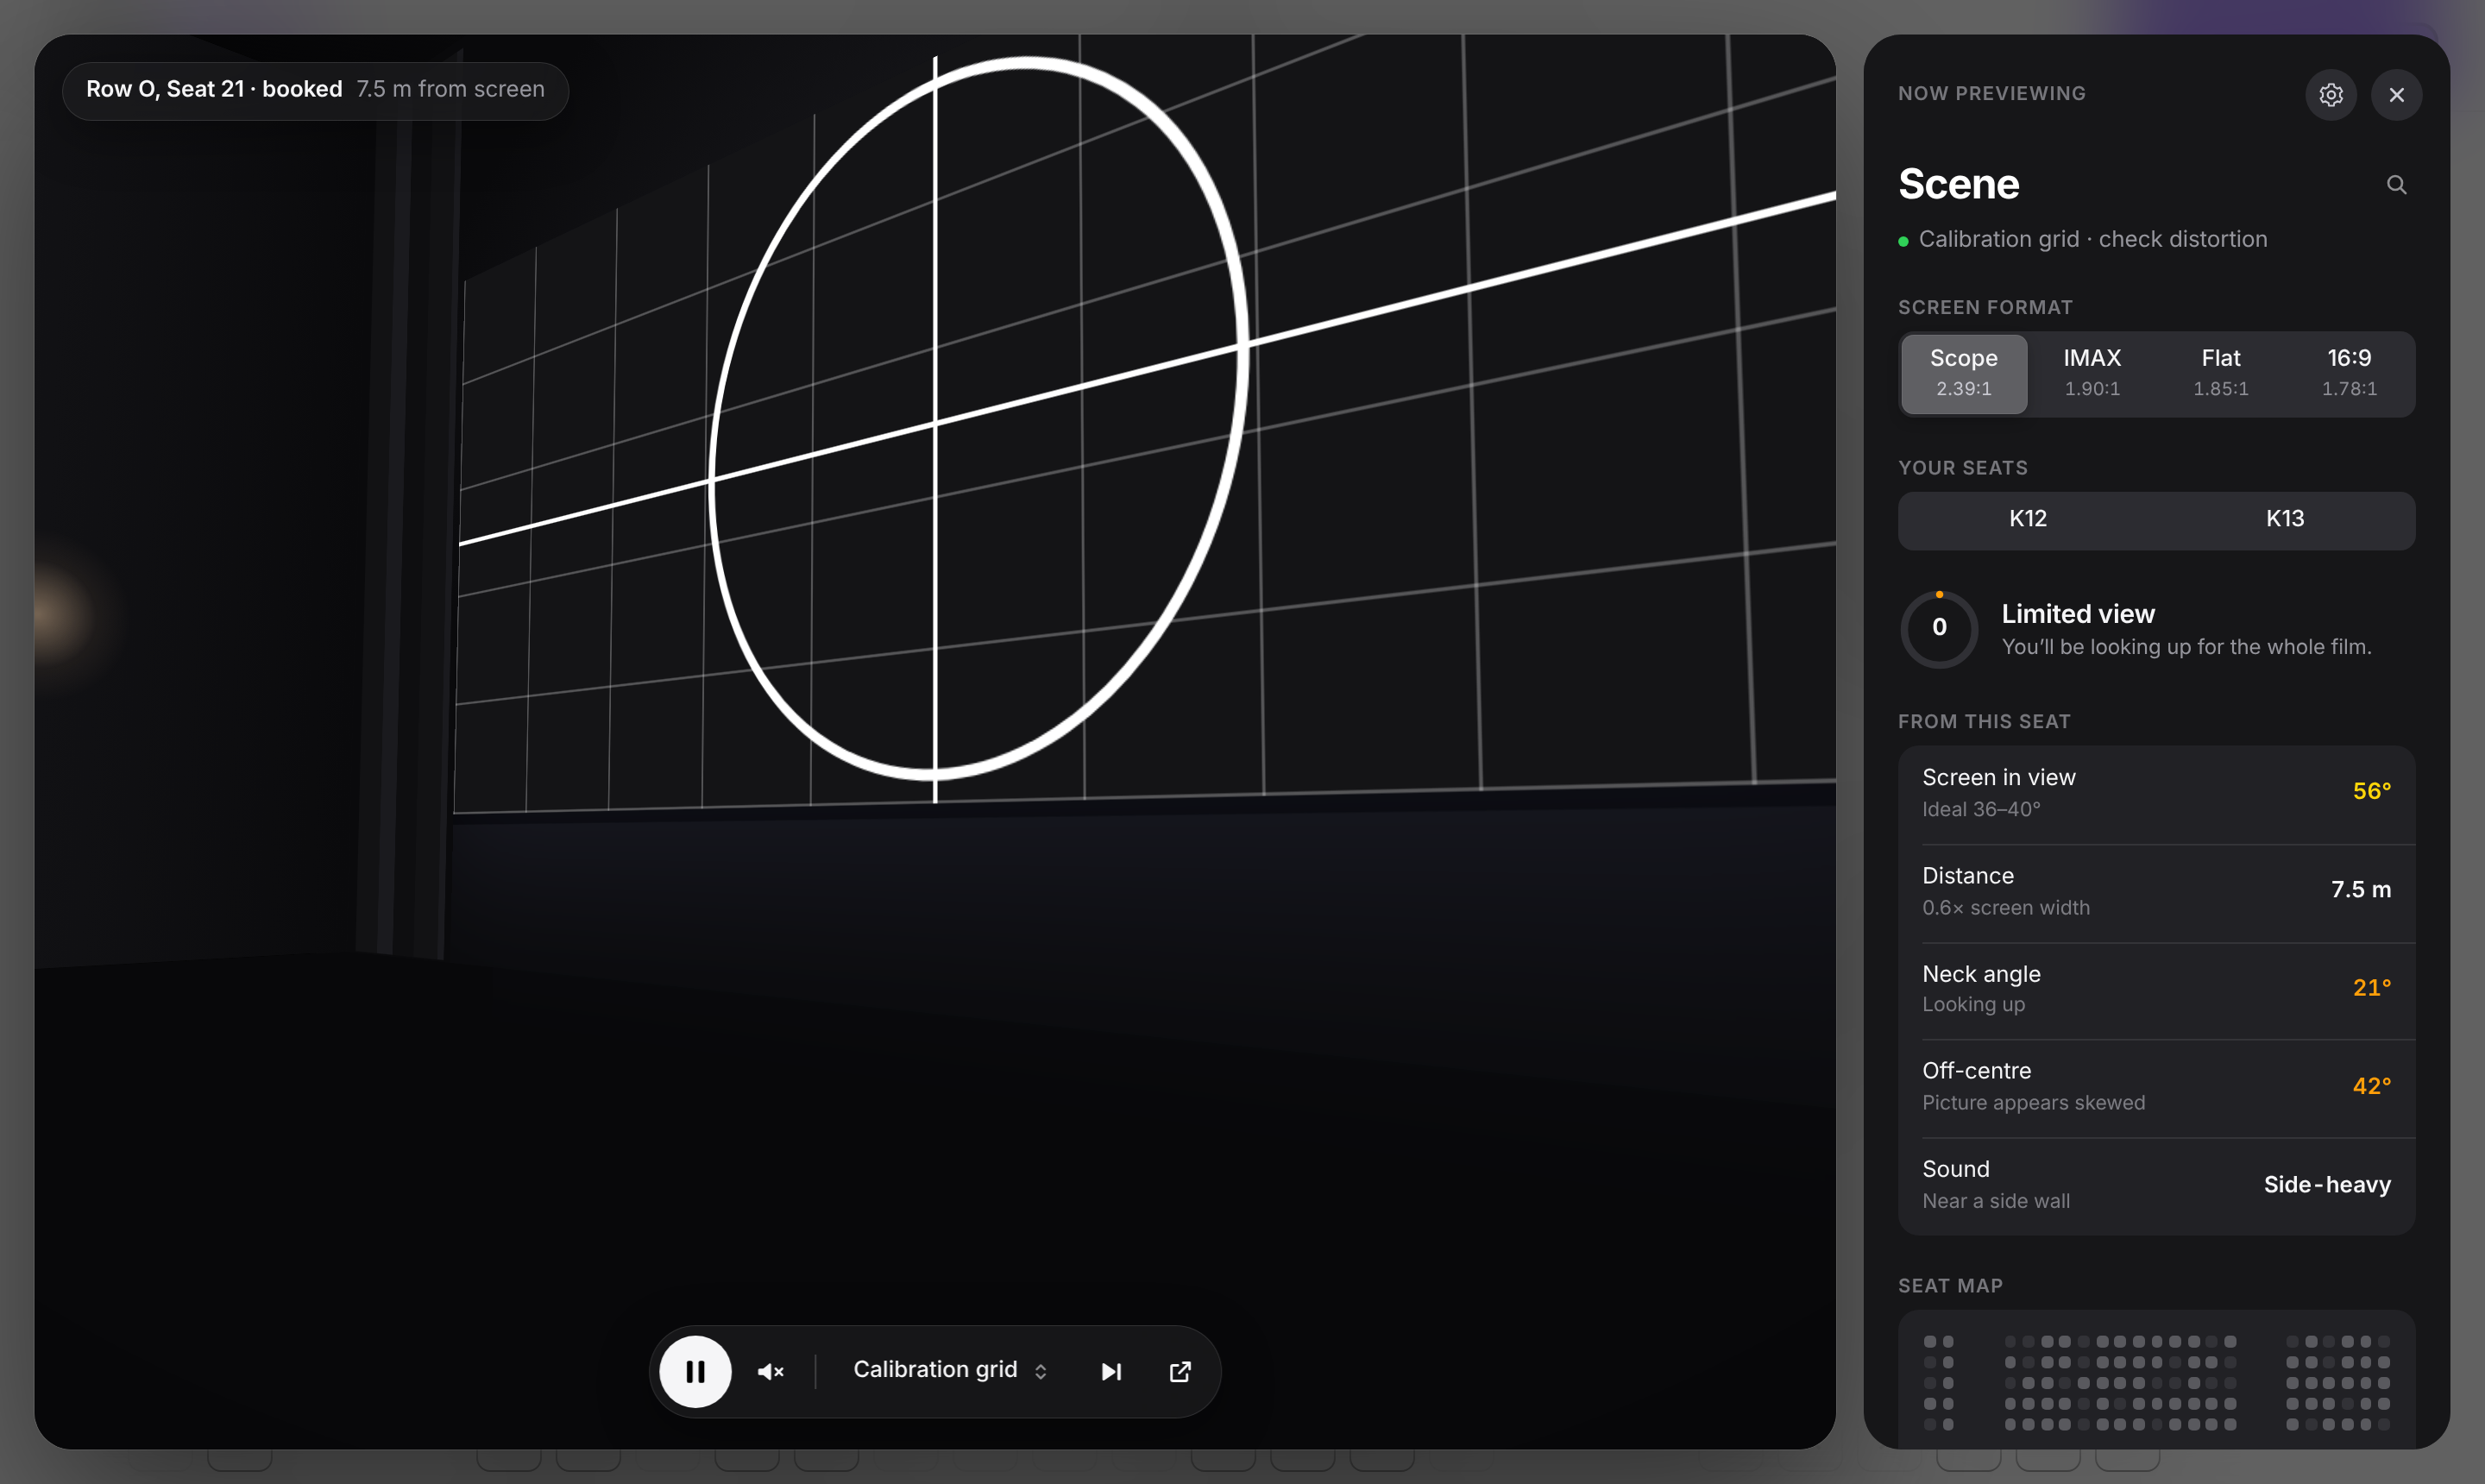 Row O, Seat 21 · booked 7.5 m from screen
NOW PREVIEWING
Scene
Calibration grid · check distortion
SCREEN FORMAT
Scope IMAX Flat 16:9
2.39:1 1.90:1 1.85:1 1.78:1
YOUR SEATS
K12 K13
0
Limited view
You’ll be looking up for the whole film.
FROM THIS SEAT
Screen in view 56°
Ideal 36–40°
Distance 7.5 m
0.6× screen width
Neck angle 21°
Looking up
Off-centre 42°
Picture appears skewed
Sound Side-heavy
Near a side wall
SEAT MAP
Calibration grid